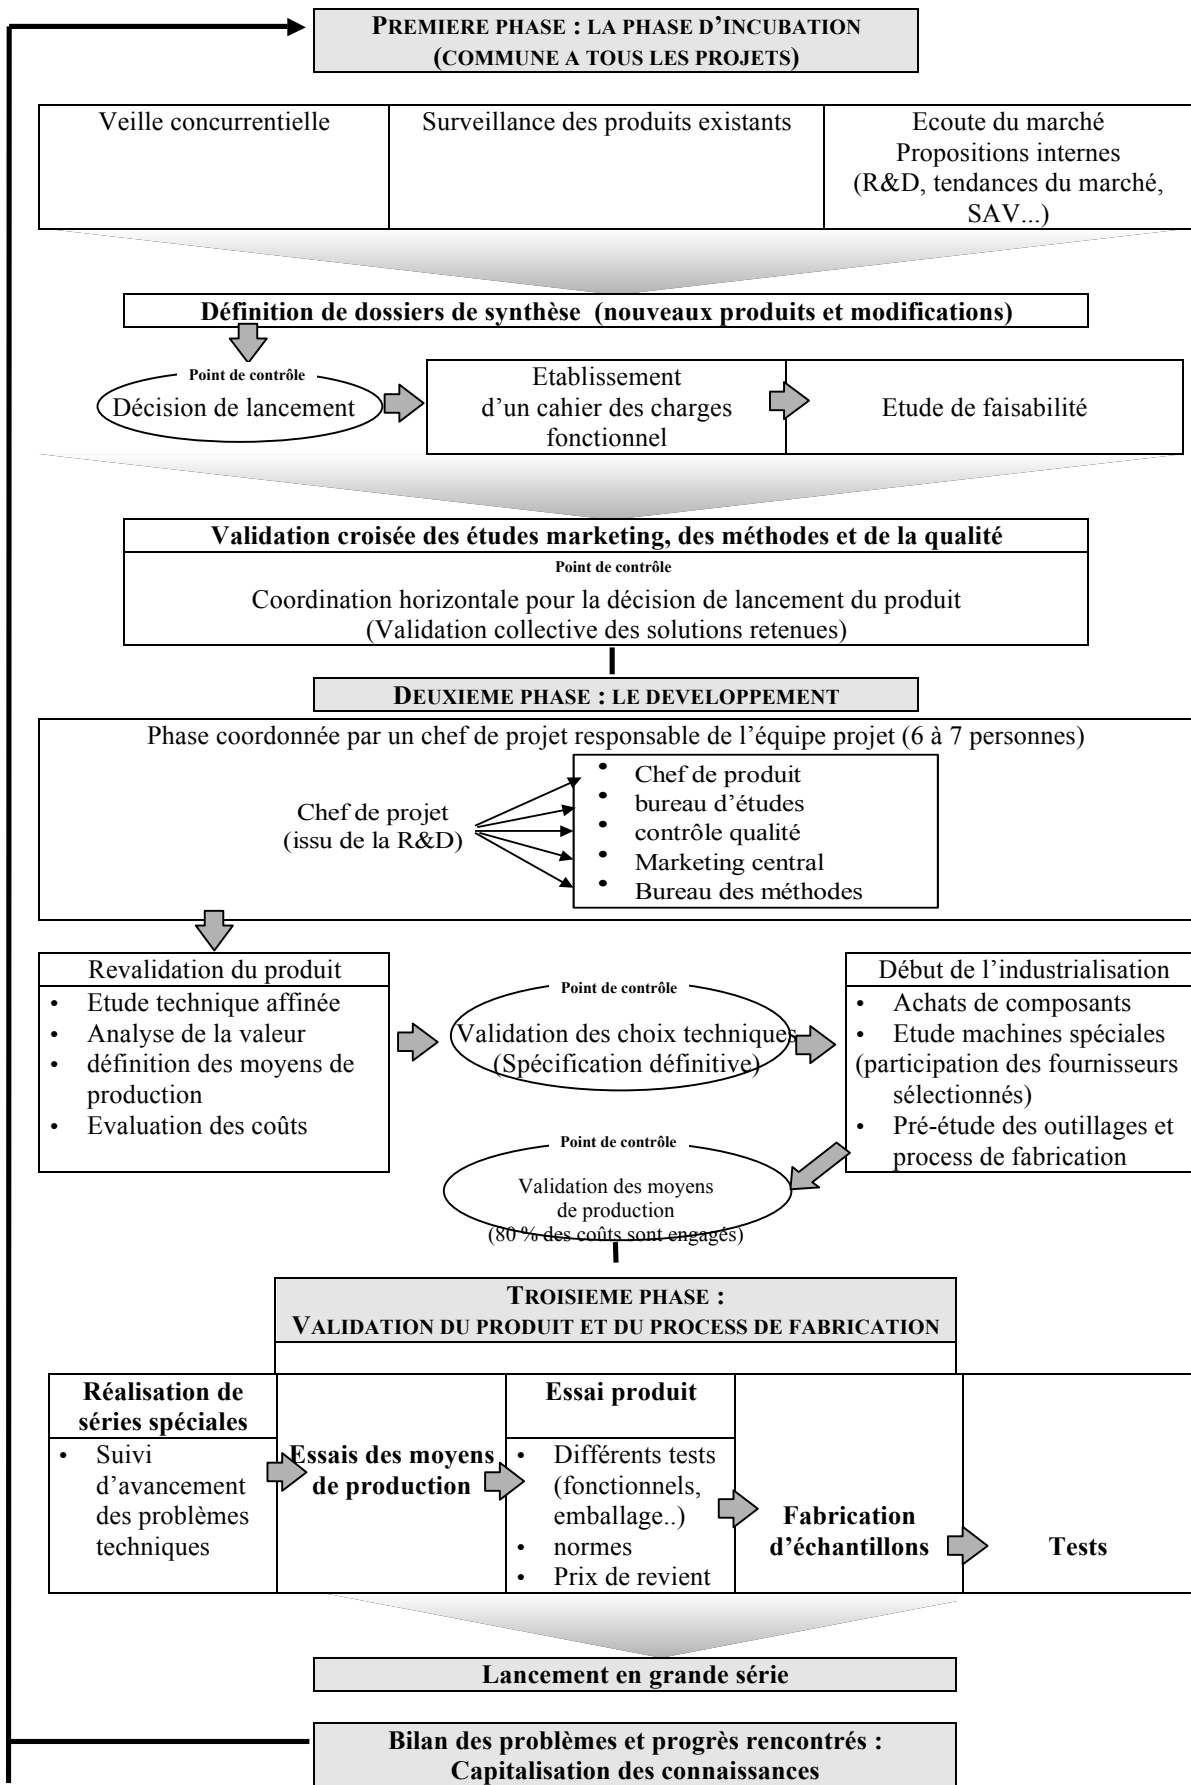 PREMIERE PHASE : LA PHASE D’INCUBATION
(COMMUNE A TOUS LES PROJETS)
Veille concurrentielle
Surveillance des produits existants
Ecoute du marché
Propositions internes
(R&D, tendances du marché,
SAV...)
Définition de dossiers de synthèse (nouveaux produits et modifications)
Point de contrôle
Décision de lancement
Etablissement
d’un cahier des charges
fonctionnel
Etude de faisabilité
Validation croisée des études marketing, des méthodes et de la qualité
Point de contrôle
Coordination horizontale pour la décision de lancement du produit
(Validation collective des solutions retenues)
DEUXIEME PHASE : LE DEVELOPPEMENT
Phase coordonnée par un chef de projet responsable de l’équipe projet (6 à 7 personnes)
Chef de projet
(issu de la R&D)
• Chef de produit
• bureau d’études
• contrôle qualité
• Marketing central
• Bureau des méthodes
Revalidation du produit
• Etude technique affinée
• Analyse de la valeur
• définition des moyens de
production
• Evaluation des coûts
Point de contrôle
Validation des choix techniques
(Spécification définitive)
Début de l’industrialisation
• Achats de composants
• Etude machines spéciales
(participation des fournisseurs
sélectionnés)
• Pré-étude des outillages et
process de fabrication
Point de contrôle
Validation des moyens
de production
(80 % des coûts sont engagés)
TROISIEME PHASE :
VALIDATION DU PRODUIT ET DU PROCESS DE FABRICATION
Réalisation de
séries spéciales
• Suivi
d’avancement
des problèmes
techniques
Essais des moyens
de production
Essai produit
• Différents tests
(fonctionnels,
emballage..)
• normes
• Prix de revient
Fabrication
d'échantillons
Tests
Lancement en grande série
Bilan des problèmes et progrès rencontrés :
Capitalisation des connaissances